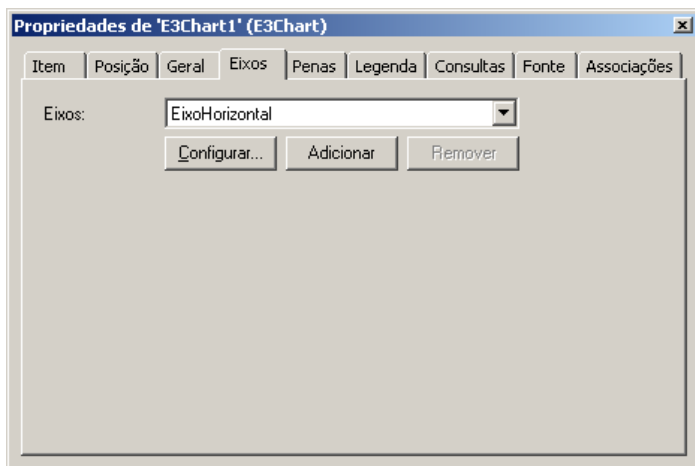 Propriedades de 'E3Chart1' (E3Chart)
Item Posição Geral Eixos Penas Legenda Consultas Fonte Associações
Eixos: EixoHorizontal
Configurar... Adicionar Remover